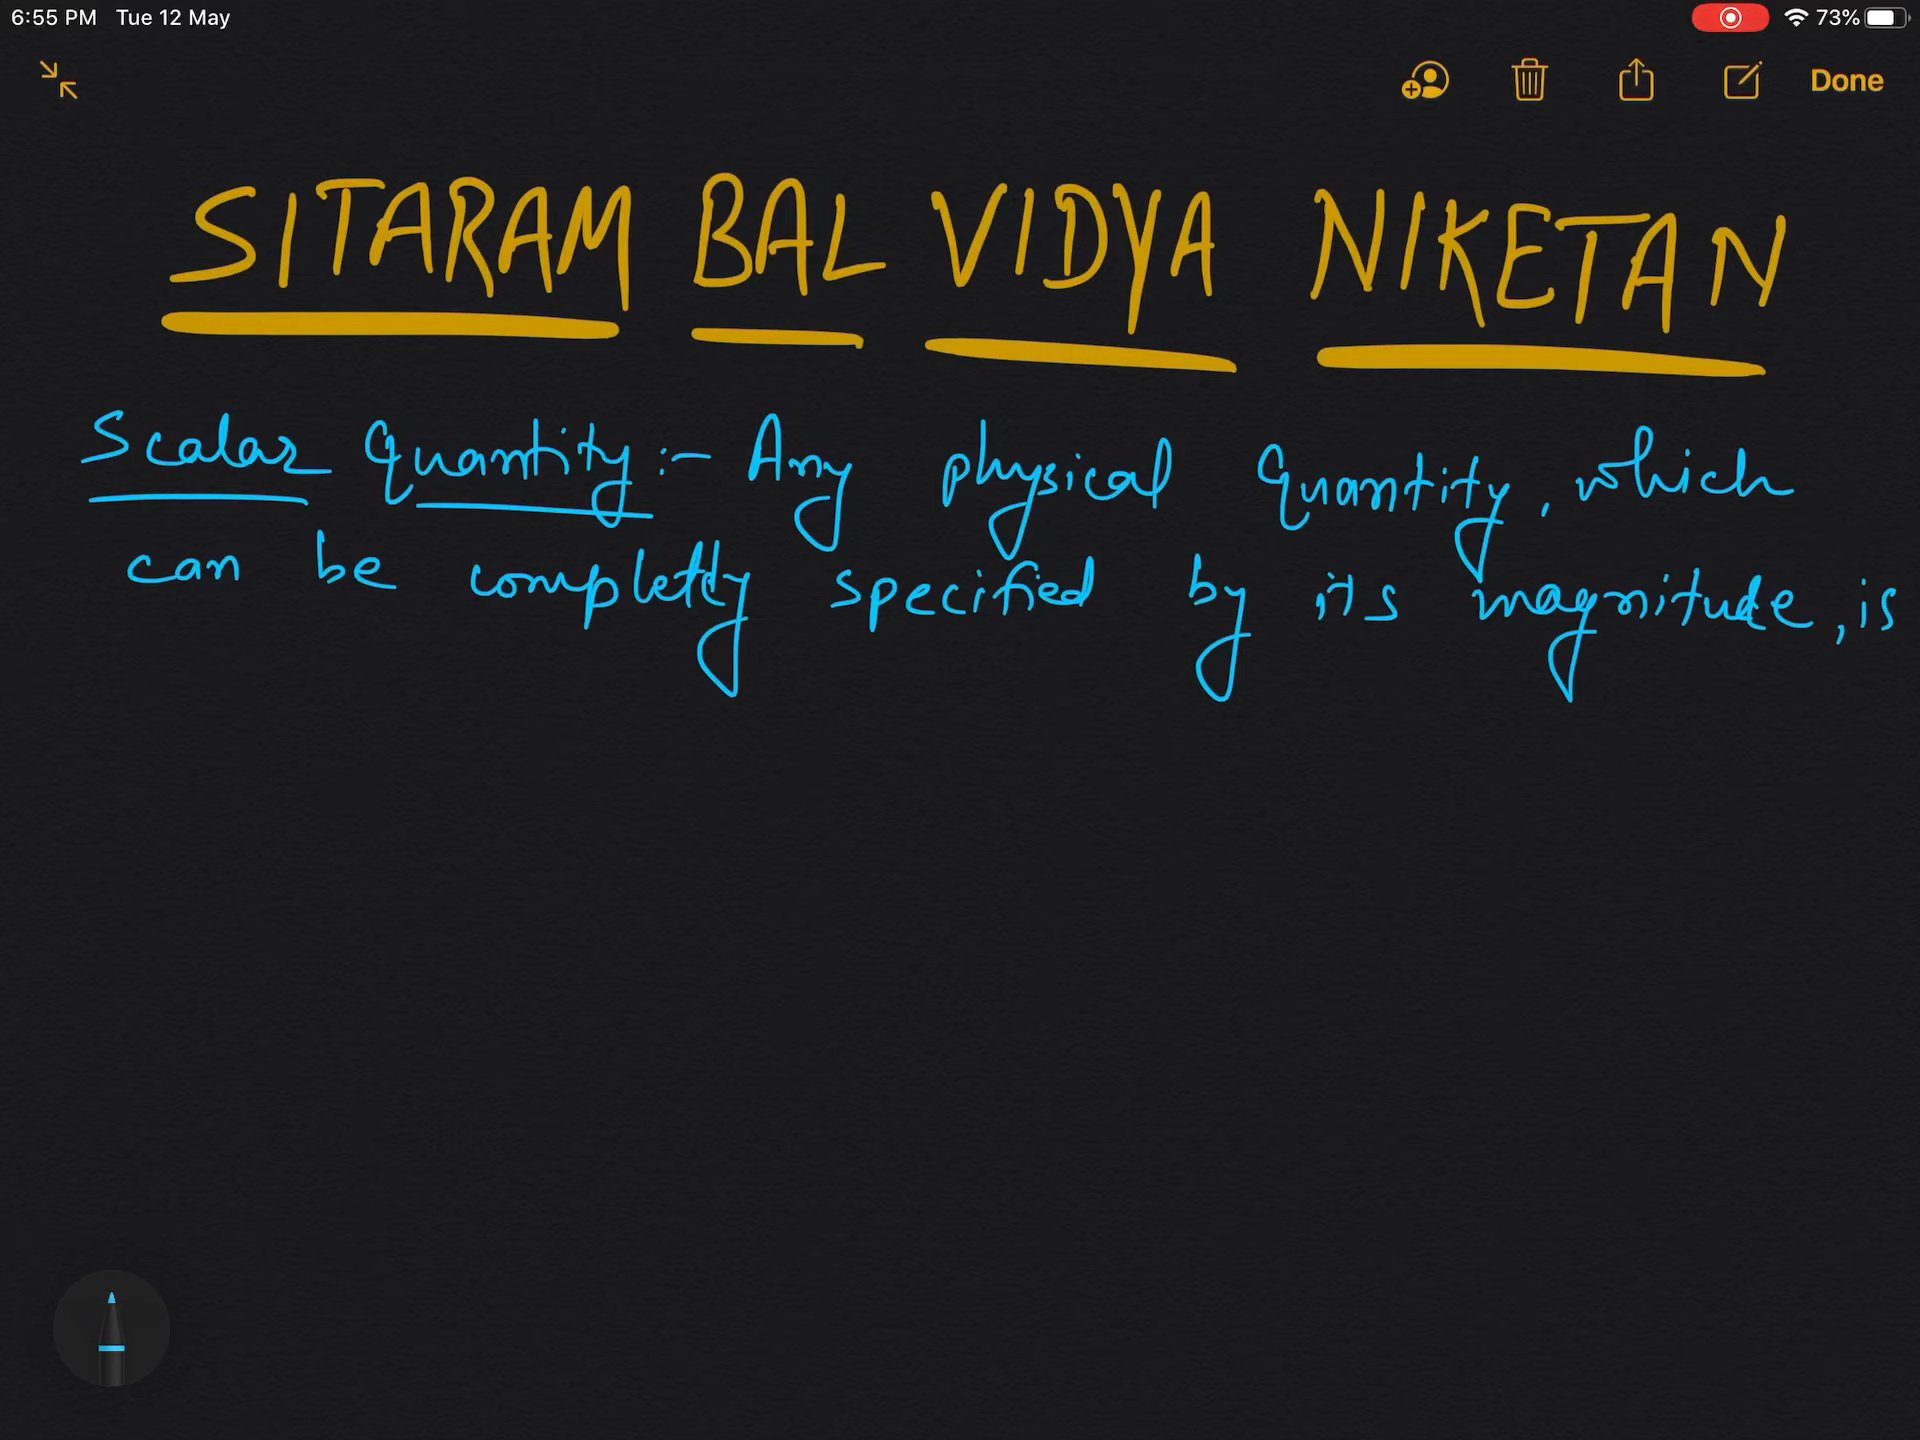 6:55 PM Tue 12 May 73%
Done
SITARAM BAL VIDYA NIKETAN
Scalar Quantity :- Any physical Quantity, which
can be completly specified by its magnitude, is